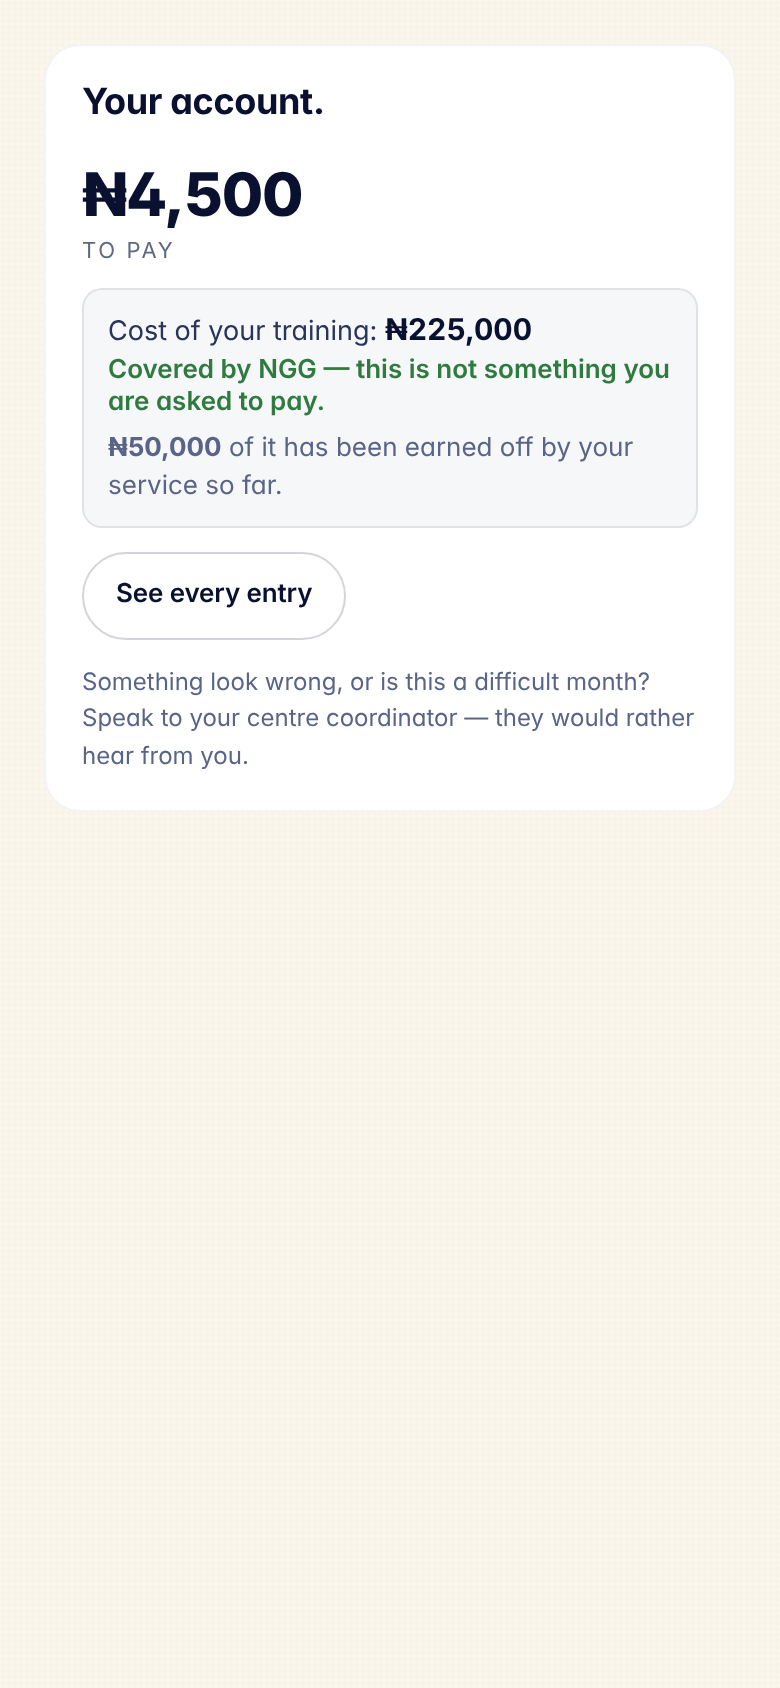 Your account.
₦4,500
TO PAY
Cost of your training: ₦225,000
Covered by NGG — this is not something you
are asked to pay.
₦50,000 of it has been earned off by your
service so far.
See every entry
Something look wrong, or is this a difficult month?
Speak to your centre coordinator — they would rather
hear from you.